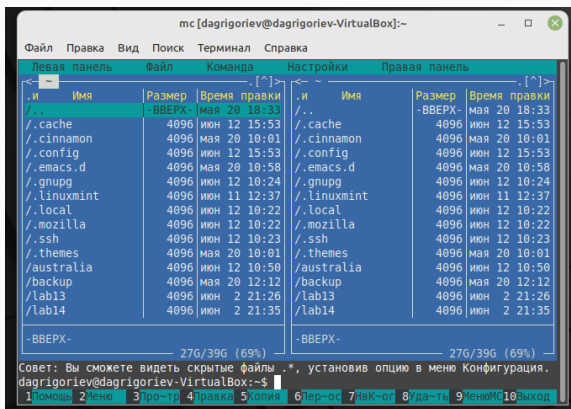 mc [dagrigoriev@dagrigoriev-VirtualBox]:~
Файл Правка Вид Поиск Терминал Справка
Левая панель Файл Команда Настройки Правая панель
<- ~ .[^]> <- ~ .[^]>
.и Имя Размер Время правки .и Имя Размер Время правки
/.. -ВВЕРХ- мая 20 18:33 /.. -ВВЕРХ- мая 20 18:33
/.cache 4096 июн 12 15:53 /.cache 4096 июн 12 15:53
/.cinnamon 4096 мая 20 10:01 /.cinnamon 4096 мая 20 10:01
/.config 4096 июн 12 15:53 /.config 4096 июн 12 15:53
/.emacs.d 4096 мая 20 10:58 /.emacs.d 4096 мая 20 10:58
/.gnupg 4096 июн 12 10:24 /.gnupg 4096 июн 12 10:24
/.linuxmint 4096 июн 11 12:37 /.linuxmint 4096 июн 11 12:37
/.local 4096 июн 12 10:22 /.local 4096 июн 12 10:22
/.mozilla 4096 июн 12 10:22 /.mozilla 4096 июн 12 10:22
/.ssh 4096 июн 12 10:23 /.ssh 4096 июн 12 10:23
/.themes 4096 мая 20 10:01 /.themes 4096 мая 20 10:01
/australia 4096 июн 12 10:50 /australia 4096 июн 12 10:50
/backup 4096 мая 20 12:12 /backup 4096 мая 20 12:12
/lab13 4096 июн 2 21:26 /lab13 4096 июн 2 21:26
/lab14 4096 июн 2 21:35 /lab14 4096 июн 2 21:35
-ВВЕРХ- -ВВЕРХ-
27G/39G (69%) 27G/39G (69%)
Совет: Вы сможете видеть скрытые файлы .*, установив опцию в меню Конфигурация.
dagrigoriev@dagrigoriev-VirtualBox:~$
1Помощь 2Меню 3Про~тр 4Правка 5Копия 6Пер~ос 7НвК~ог 8Уда~ть 9МенюМС 10Выход